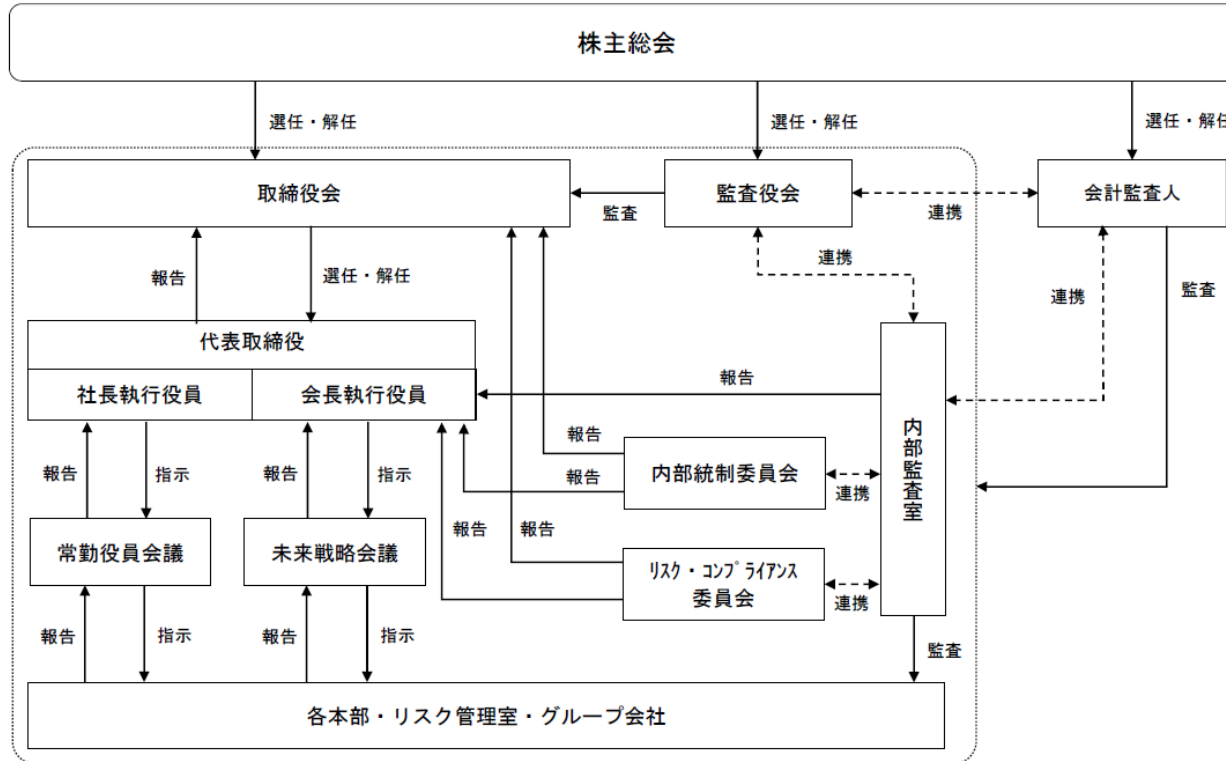 株主総会
選任・解任
選任・解任
選任・解任
取締役会
監査役会
会計監査人
監査
連携
連携
報告
選任・解任
連携
監査
代表取締役
社長執行役員
会長執行役員
報告
内部監査室
報告
内部統制委員会
報告
連携
報告
指示
報告
指示
報告
報告
常勤役員会議
未来戦略会議
ﾘｽｸ・ｺﾝﾌﾟﾗｲｱﾝｽ
委員会
連携
報告
指示
報告
指示
監査
各本部・リスク管理室・グループ会社